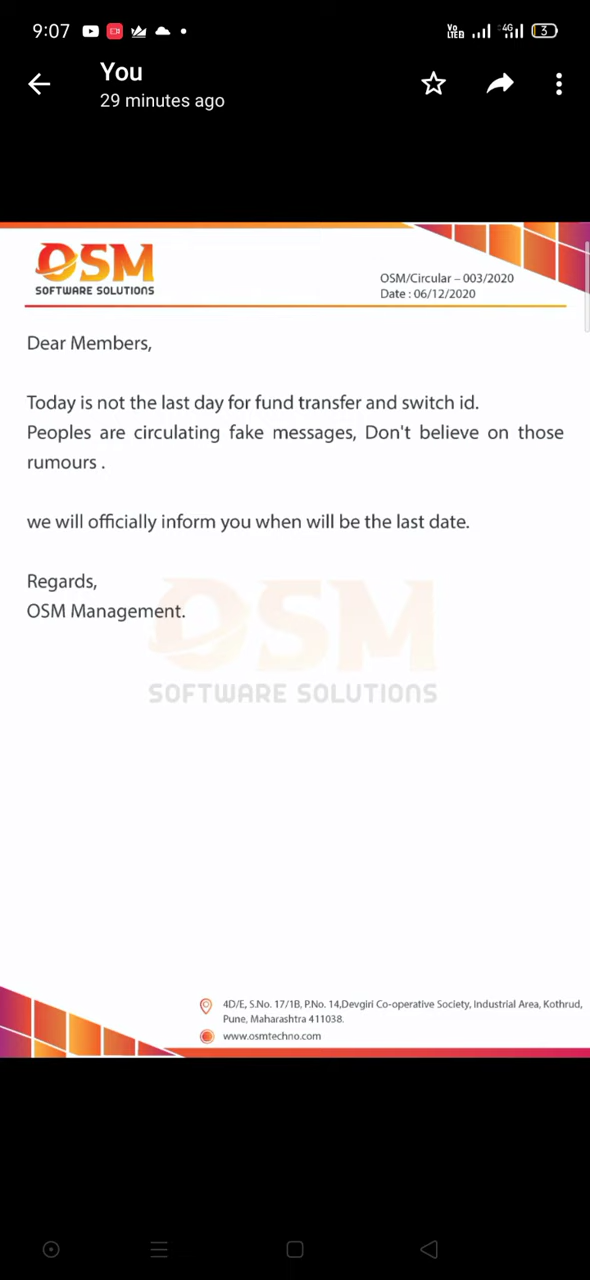 9:07
Vo LTED 4G 3
You
29 minutes ago
OSM
SOFTWARE SOLUTIONS
OSM/Circular – 003/2020
Date : 06/12/2020
Dear Members,
Today is not the last day for fund transfer and switch id.
Peoples are circulating fake messages, Don't believe on those
rumours .
we will officially inform you when will be the last date.
Regards,
OSM Management.
OSM
SOFTWARE SOLUTIONS
4D/E, S.No. 17/1B, P.No. 14,Devgiri Co-operative Society, Industrial Area, Kothrud,
Pune, Maharashtra 411038.
www.osmtechno.com